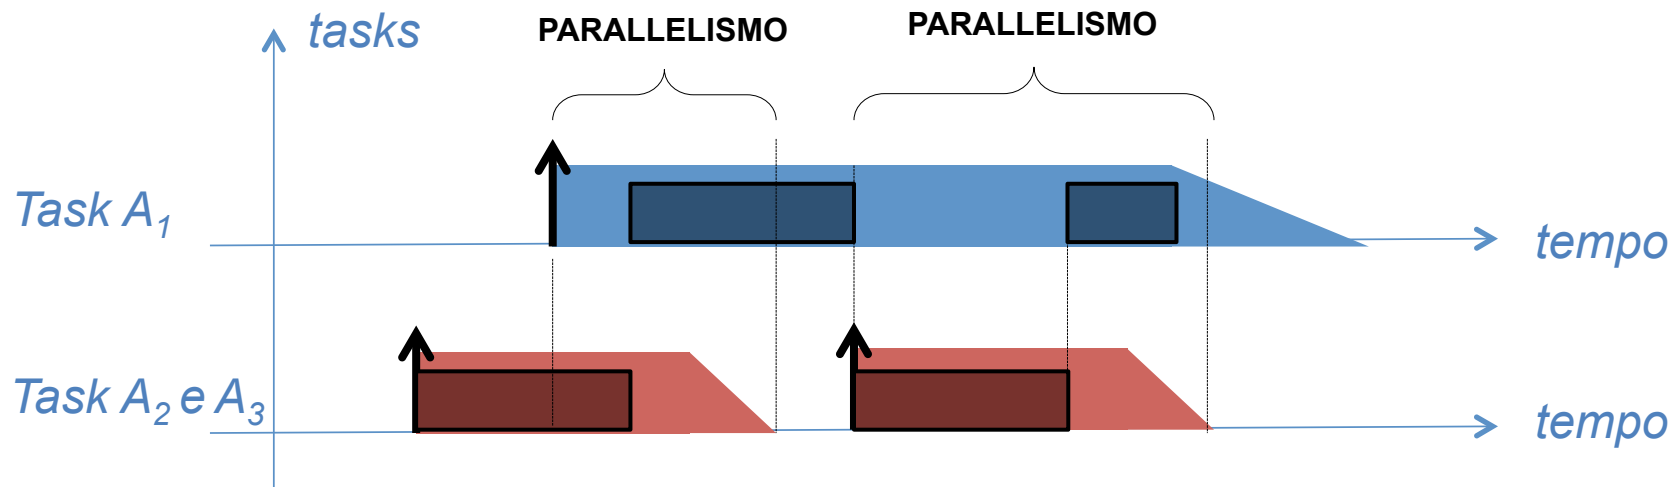 tasks
PARALLELISMO
PARALLELISMO
Task A1
tempo
Task A2 e A3
tempo